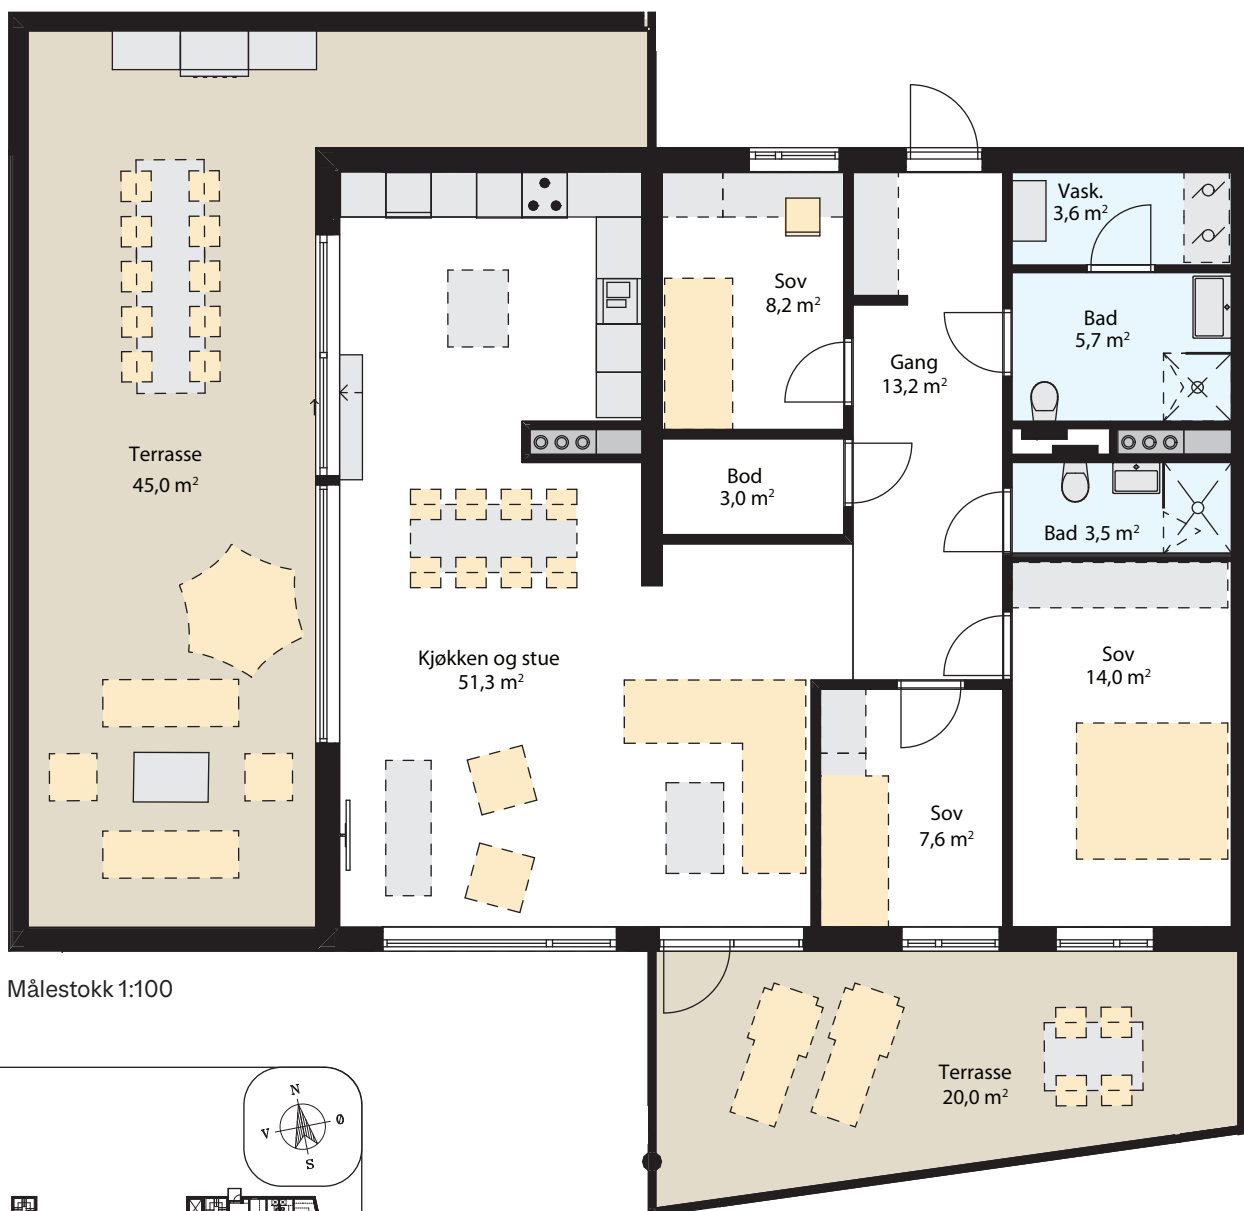 Vask.
3,6 m²
Sov
8,2 m²
Bad
5,7 m²
Gang
13,2 m²
Terrasse
45,0 m²
Bod
3,0 m²
Bad 3,5 m²
Kjøkken og stue
51,3 m²
Sov
14,0 m²
Sov
7,6 m²
Målestokk 1:100
Terrasse
20,0 m²
N
V Ø
S